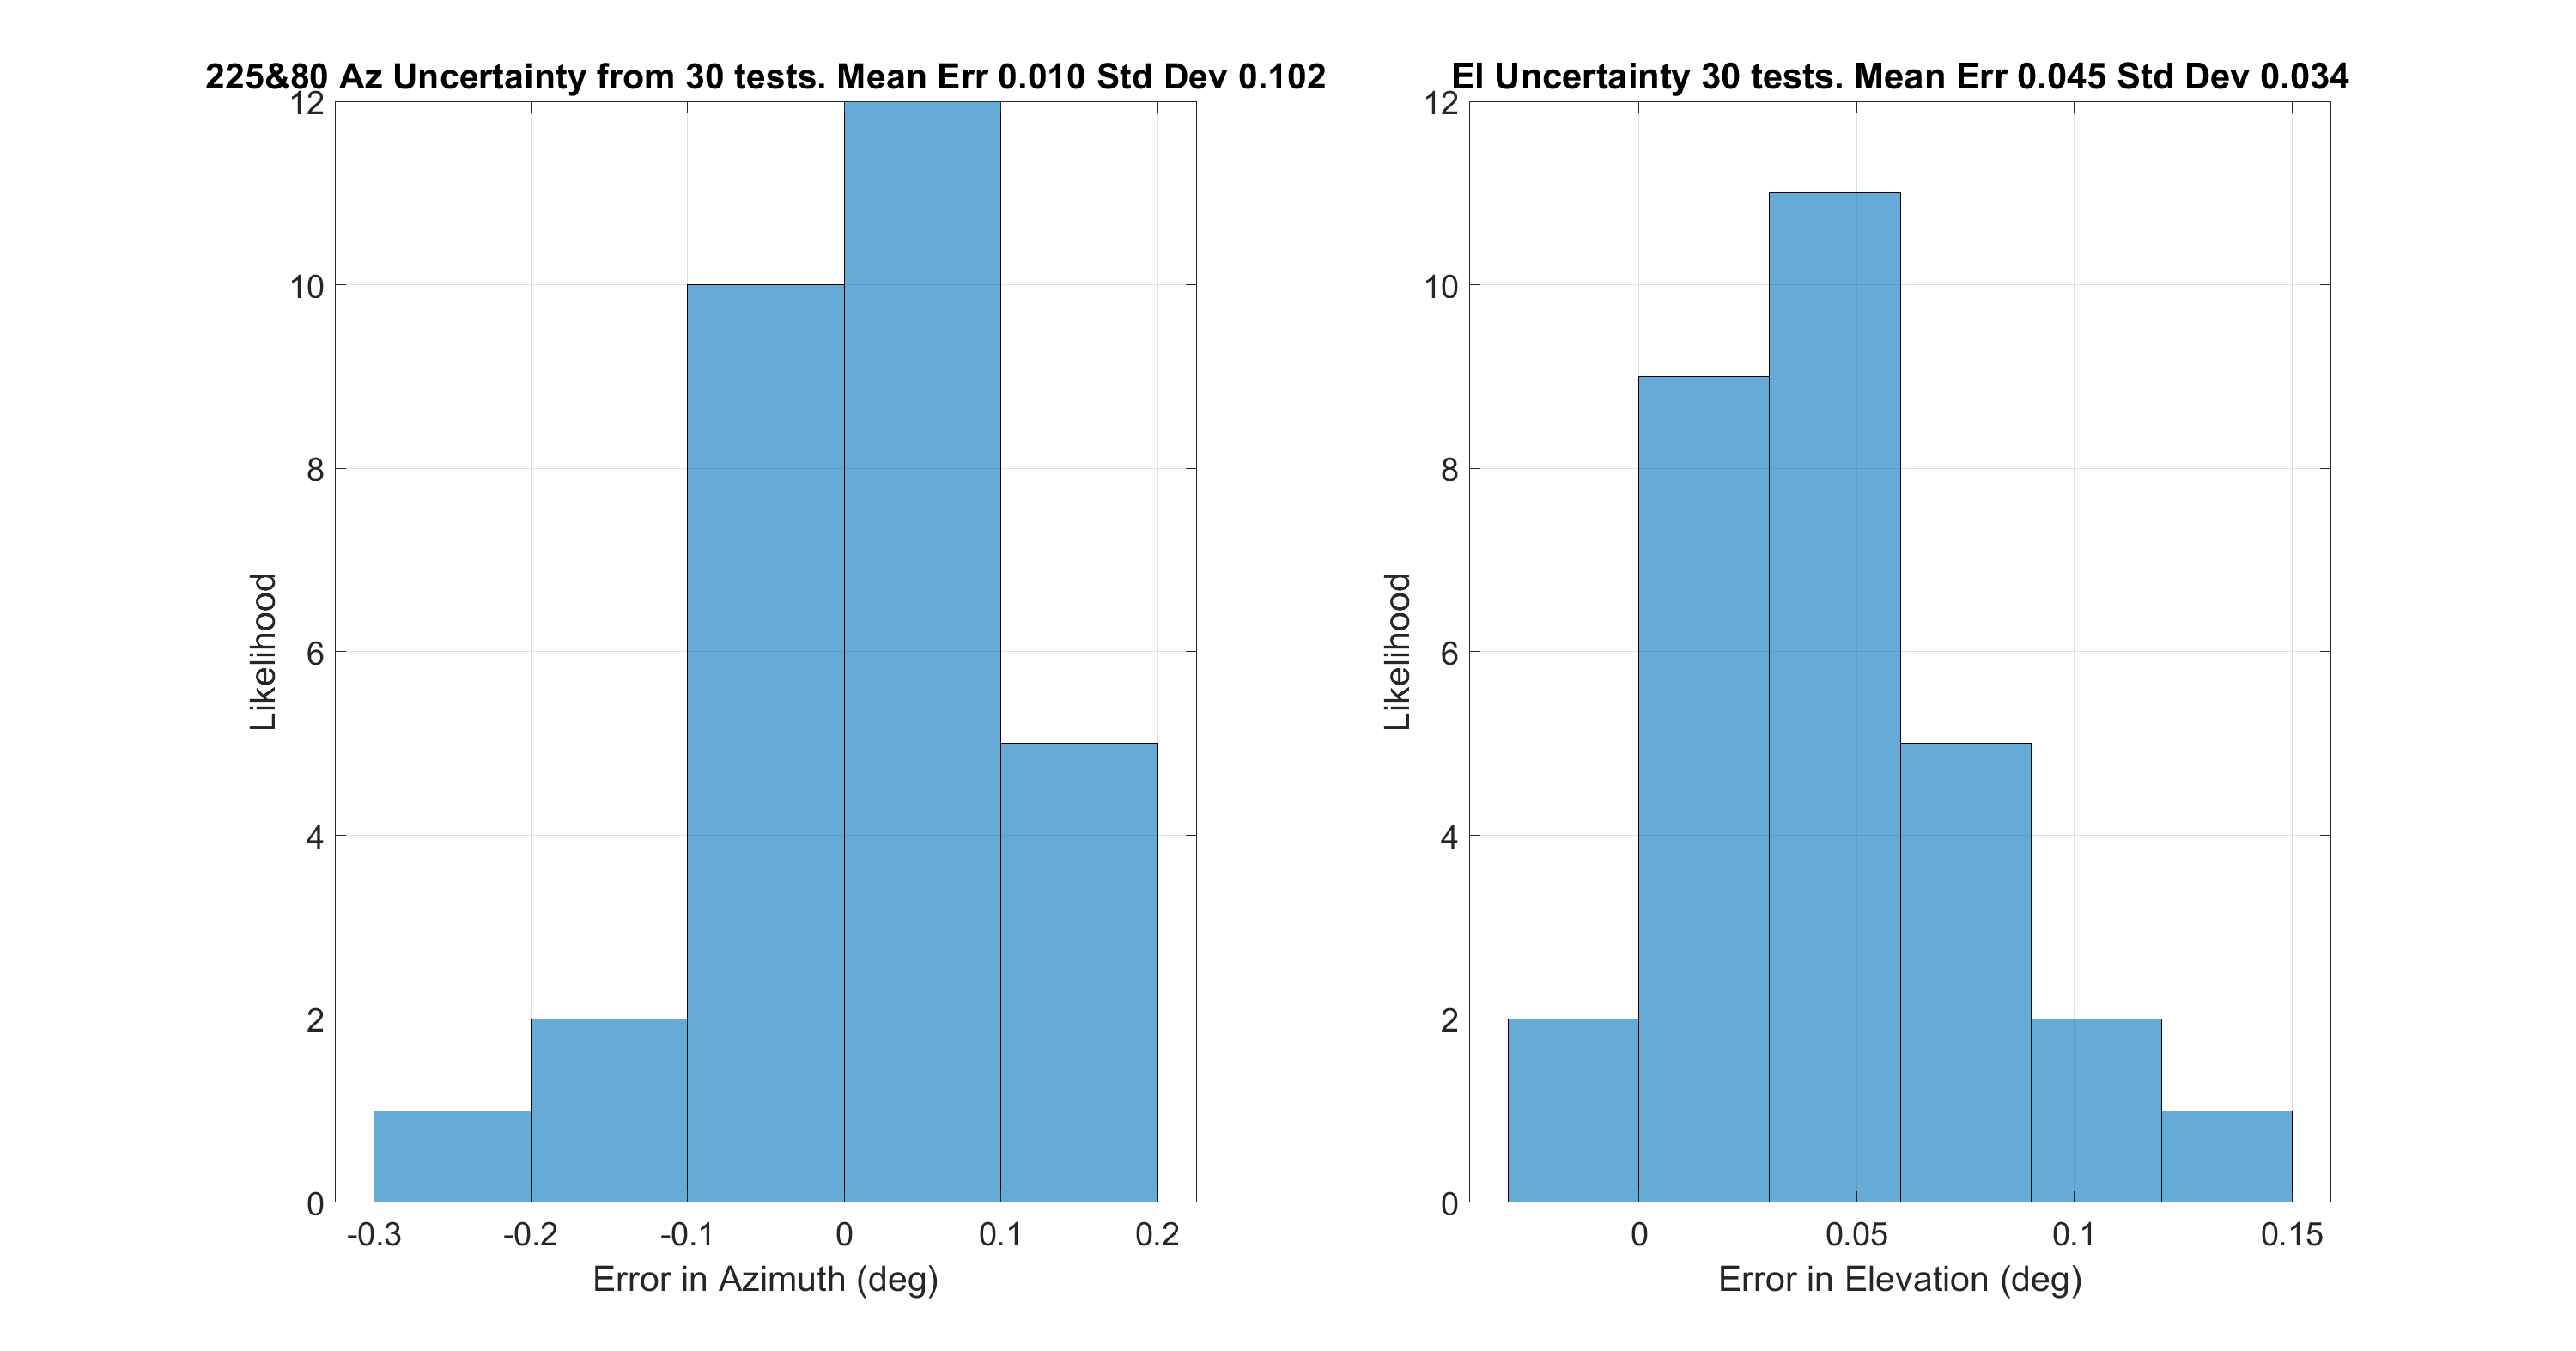 225&80 Az Uncertainty from 30 tests. Mean Err 0.010 Std Dev 0.102
12
10
8
6
4
2
0
Likelihood
-0.3 -0.2 -0.1 0 0.1 0.2
Error in Azimuth (deg)
El Uncertainty 30 tests. Mean Err 0.045 Std Dev 0.034
12
10
8
6
4
2
0
Likelihood
0 0.05 0.1 0.15
Error in Elevation (deg)